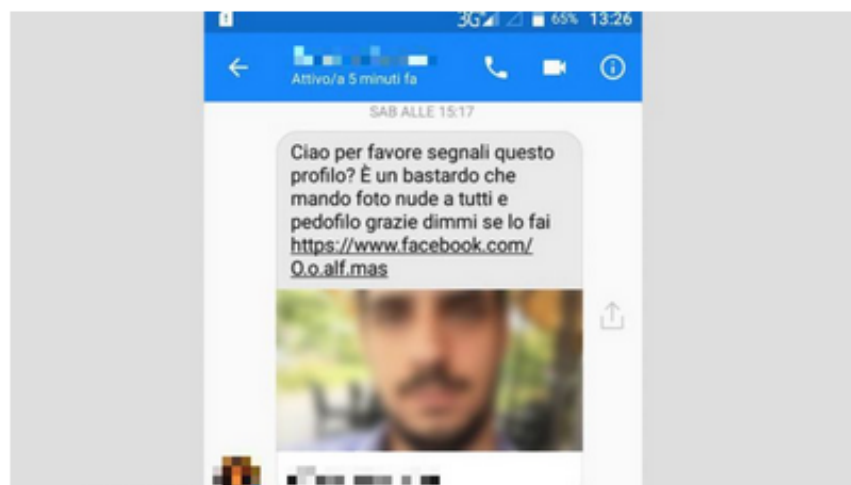 3G 65% 13:26
Attivo/a 5 minuti fa
SAB ALLE 15:17
Ciao per favore segnali questo
profilo? È un bastardo che
mando foto nude a tutti e
pedofilo grazie dimmi se lo fai
https://www.facebook.com/
O.o.alf.mas